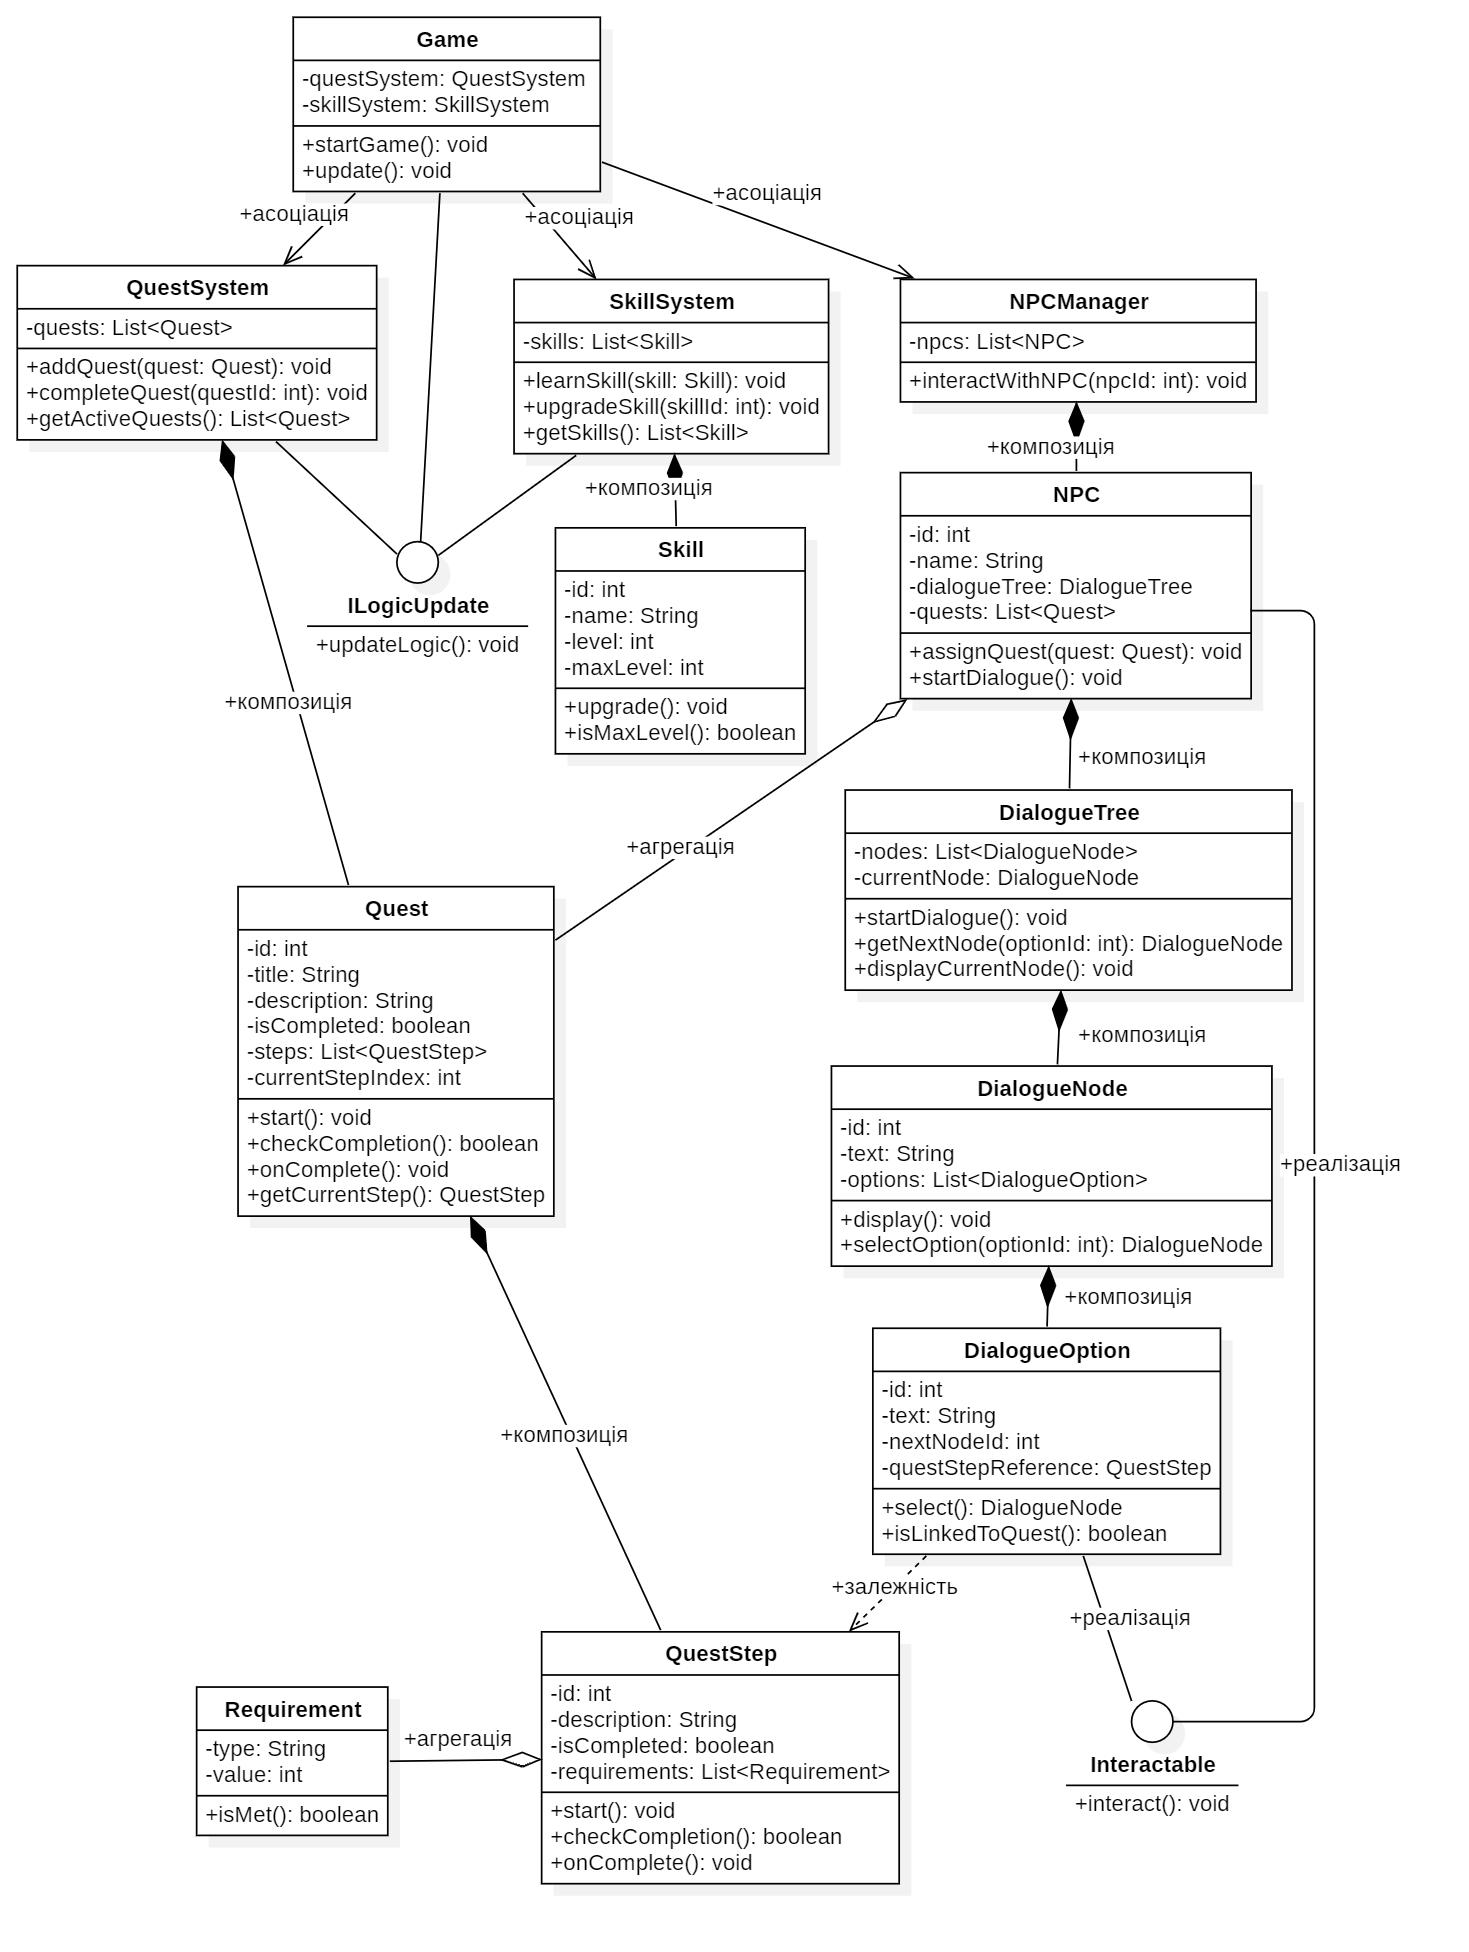 Game
-questSystem: QuestSystem
-skillSystem: SkillSystem
+startGame(): void
+update(): void
+асоціація
+асоціація
+асоціація
QuestSystem
-quests: List<Quest>
+addQuest(quest: Quest): void
+completeQuest(questId: int): void
+getActiveQuests(): List<Quest>
SkillSystem
-skills: List<Skill>
+learnSkill(skill: Skill): void
+upgradeSkill(skillId: int): void
+getSkills(): List<Skill>
NPCManager
-npcs: List<NPC>
+interactWithNPC(npcId: int): void
+композиція
+композиція
ILogicUpdate
+updateLogic(): void
Skill
-id: int
-name: String
-level: int
-maxLevel: int
+upgrade(): void
+isMaxLevel(): boolean
NPC
-id: int
-name: String
-dialogueTree: DialogueTree
-quests: List<Quest>
+assignQuest(quest: Quest): void
+startDialogue(): void
+композиція
+композиція
+агрегація
DialogueTree
-nodes: List<DialogueNode>
-currentNode: DialogueNode
+startDialogue(): void
+getNextNode(optionId: int): DialogueNode
+displayCurrentNode(): void
Quest
-id: int
-title: String
-description: String
-isCompleted: boolean
-steps: List<QuestStep>
-currentStepIndex: int
+start(): void
+checkCompletion(): boolean
+onComplete(): void
+getCurrentStep(): QuestStep
+композиція
DialogueNode
-id: int
-text: String
-options: List<DialogueOption>
+display(): void
+selectOption(optionId: int): DialogueNode
+реалізація
+композиція
DialogueOption
-id: int
-text: String
-nextNodeId: int
-questStepReference: QuestStep
+select(): DialogueNode
+isLinkedToQuest(): boolean
+композиція
+залежність
+реалізація
QuestStep
-id: int
-description: String
-isCompleted: boolean
-requirements: List<Requirement>
+start(): void
+checkCompletion(): boolean
+onComplete(): void
Requirement
-type: String
-value: int
+isMet(): boolean
+агрегація
Interactable
+interact(): void